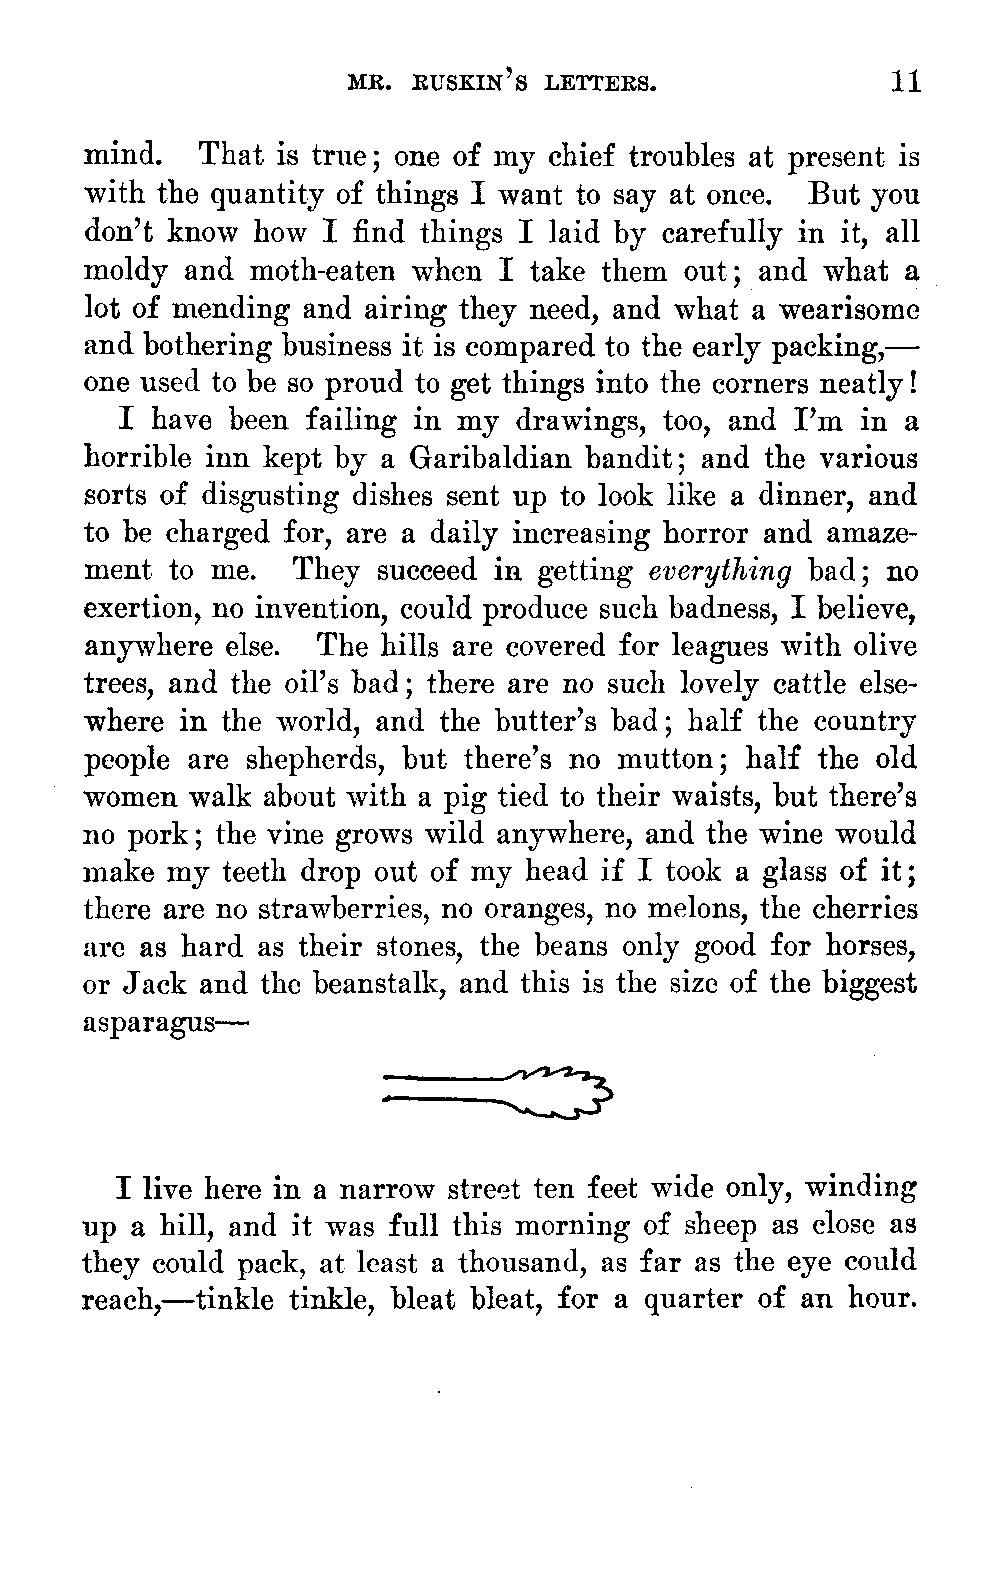 MR. RUSKIN'S LETTERS. 11
mind. That is true; one of my chief troubles at present is
with the quantity of things I want to say at once. But you
don't know how I find things I laid by carefully in it, all
moldy and moth-eaten when I take them out; and what a
lot of mending and airing they need, and what a wearisome
and bothering business it is compared to the early packing,—
one used to be so proud to get things into the corners neatly!
I have been failing in my drawings, too, and I'm in a
horrible inn kept by a Garibaldian bandit; and the various
sorts of disgusting dishes sent up to look like a dinner, and
to be charged for, are a daily increasing horror and amaze-
ment to me. They succeed in getting everything bad; no
exertion, no invention, could produce such badness, I believe,
anywhere else. The hills are covered for leagues with olive
trees, and the oil's bad; there are no such lovely cattle else-
where in the world, and the butter's bad; half the country
people are shepherds, but there's no mutton; half the old
women walk about with a pig tied to their waists, but there's
no pork; the vine grows wild anywhere, and the wine would
make my teeth drop out of my head if I took a glass of it;
there are no strawberries, no oranges, no melons, the cherries
are as hard as their stones, the beans only good for horses,
or Jack and the beanstalk, and this is the size of the biggest
asparagus—
I live here in a narrow street ten feet wide only, winding
up a hill, and it was full this morning of sheep as close as
they could pack, at least a thousand, as far as the eye could
reach,—tinkle tinkle, bleat bleat, for a quarter of an hour.